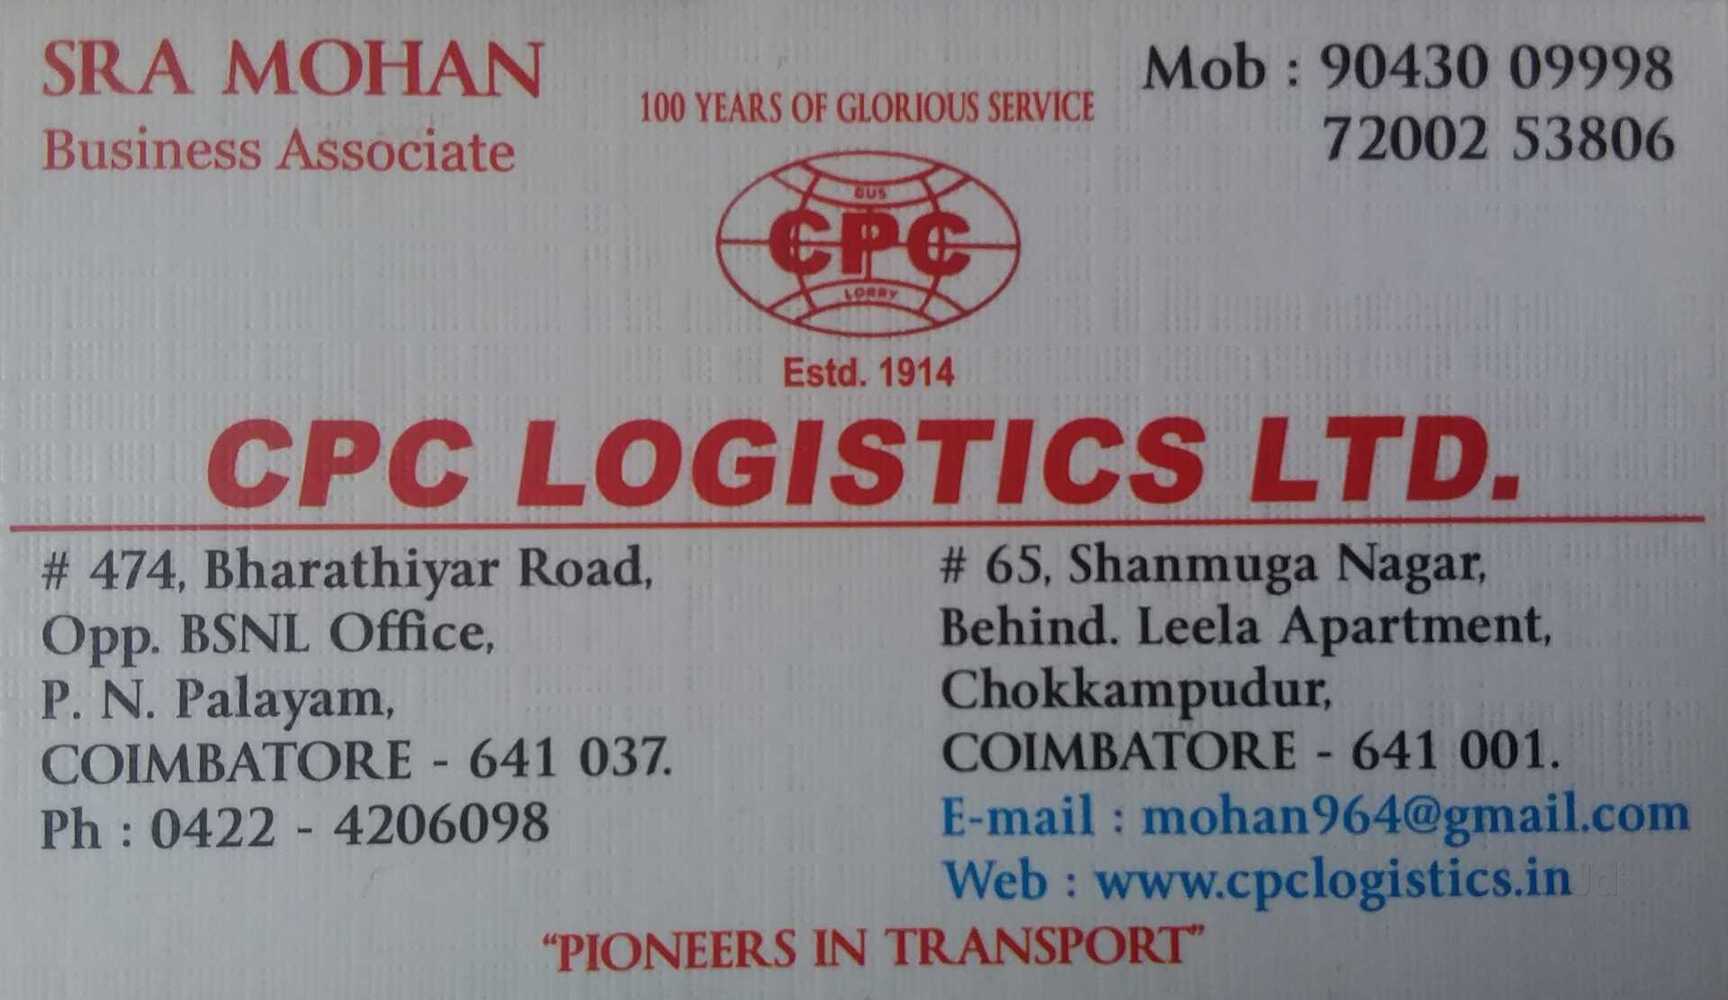 SRA MOHAN
Business Associate
Mob : 90430 09998
72002 53806
100 YEARS OF GLORIOUS SERVICE
BUS
CPC
LORRY
Estd. 1914
CPC LOGISTICS LTD.
# 474, Bharathiyar Road,
Opp. BSNL Office,
P. N. Palayam,
COIMBATORE - 641 037.
Ph : 0422 - 4206098
# 65, Shanmuga Nagar,
Behind. Leela Apartment,
Chokkampudur,
COIMBATORE - 641 001.
E-mail : mohan964@gmail.com
Web : www.cpclogistics.in
"PIONEERS IN TRANSPORT"